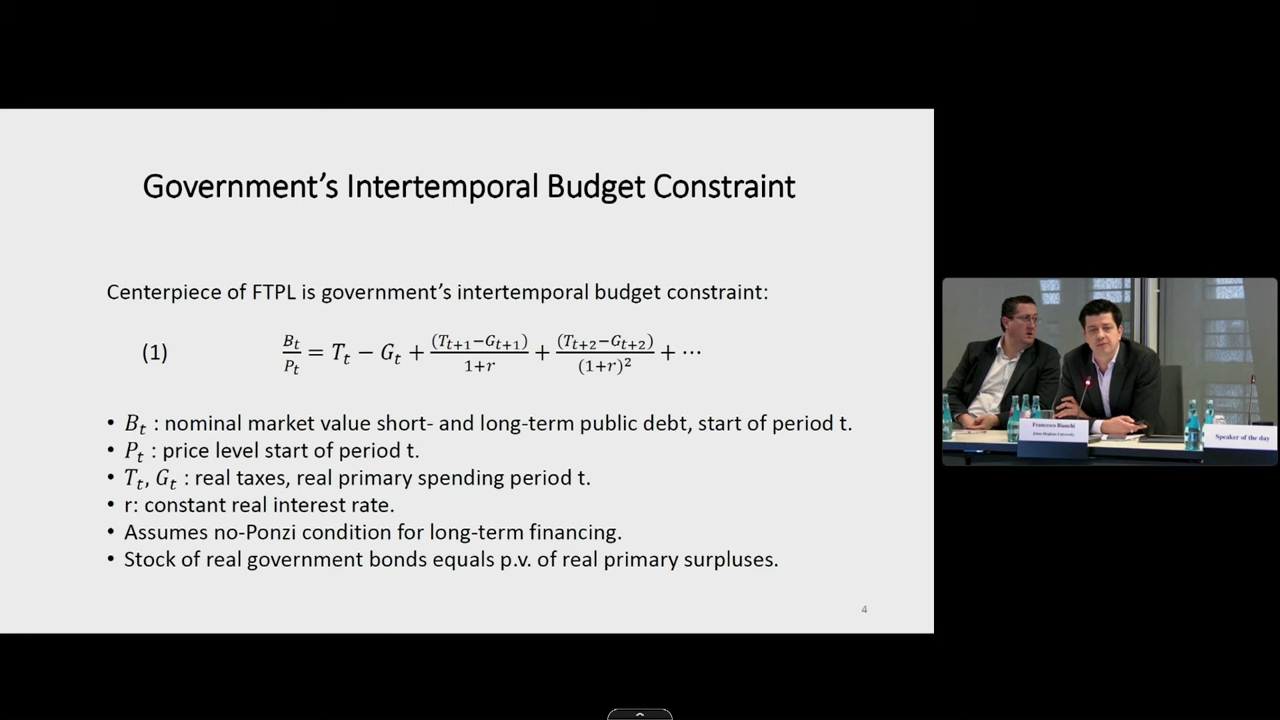 Government's Intertemporal Budget Constraint
Centerpiece of FTPL is government's intertemporal budget constraint:
(1) B_t/P_t = T_t − G_t + (T_{t+1}−G_{t+1})/(1+r) + (T_{t+2}−G_{t+2})/(1+r)^2 + ⋯
• B_t : nominal market value short- and long-term public debt, start of period t.
• P_t : price level start of period t.
• T_t, G_t : real taxes, real primary spending period t.
• r: constant real interest rate.
• Assumes no-Ponzi condition for long-term financing.
• Stock of real government bonds equals p.v. of real primary surpluses.
4
Francesco Bianchi
Johns Hopkins University
Speaker of the day